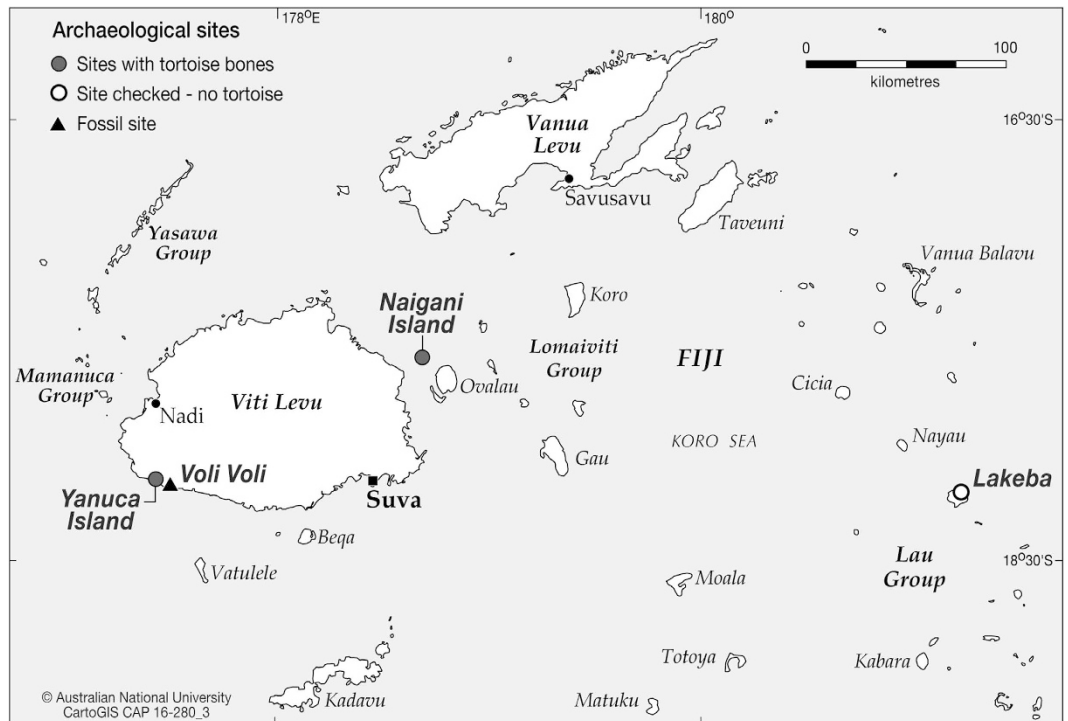 178°E
180°
Archaeological sites
Sites with tortoise bones
Site checked - no tortoise
Fossil site
0
100
kilometres
16°30'S
Vanua
Levu
Savusavu
Taveuni
Yasawa
Group
Vanua Balavu
Naigani
Island
Koro
Lomaiviti
Group
FIJI
Mamanuca
Group
Ovalau
Cicia
Nadi
Viti Levu
KORO SEA
Nayau
Gau
Voli Voli
Lakeba
Yanuca
Island
Suva
Beqa
Lau
Group
18°30'S
Vatulele
Moala
Totoya
Kabara
© Australian National University
CartoGIS CAP 16-280_3
Kadavu
Matuku